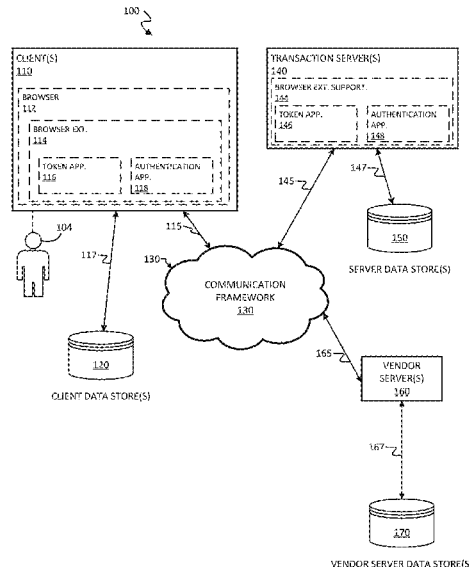 100
CLIENT(S)
110
BROWSER
112
BROWSER EXT.
114
TOKEN APP.
116
AUTHENTICATION
APP.
118
TRANSACTION SERVER(S)
140
BROWSER EXT. SUPPORT.
144
TOKEN APP.
146
AUTHENTICATION
APP.
148
104
117
115
145
147
150
SERVER DATA STORE(S)
130
COMMUNICATION
FRAMEWORK
130
120
CLIENT DATA STORE(S)
165
VENDOR
SERVER(S)
160
167
170
VENDOR SERVER DATA STORE(S)